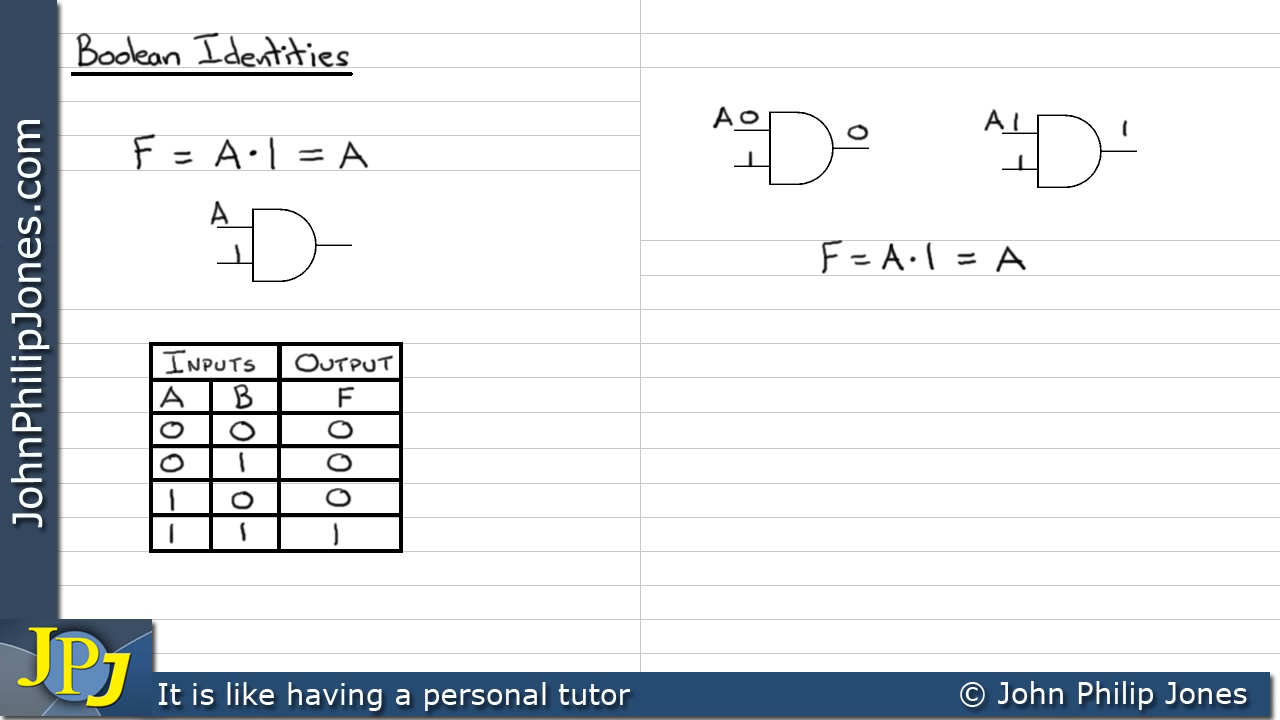 JohnPhilipJones.com
Boolean Identities
F = A·1 = A
A
1
INPUTS OUTPUT
A B F
0 0 0
0 1 0
1 0 0
1 1 1
A 0
1
0
A 1
1
1
F = A·1 = A
JPJ
It is like having a personal tutor
© John Philip Jones